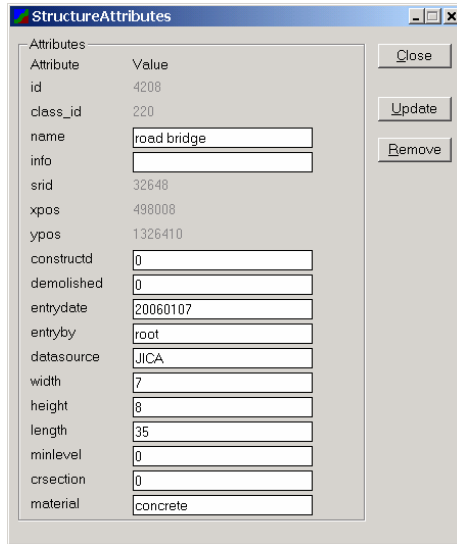 StructureAttributes
Attributes
Close
Attribute Value
id 4208
class_id 220
Update
name road bridge
Remove
info
srid 32648
xpos 498008
ypos 1326410
constructd 0
demolished 0
entrydate 20060107
entryby root
datasource JICA
width 7
height 8
length 35
minlevel 0
crsection 0
material concrete